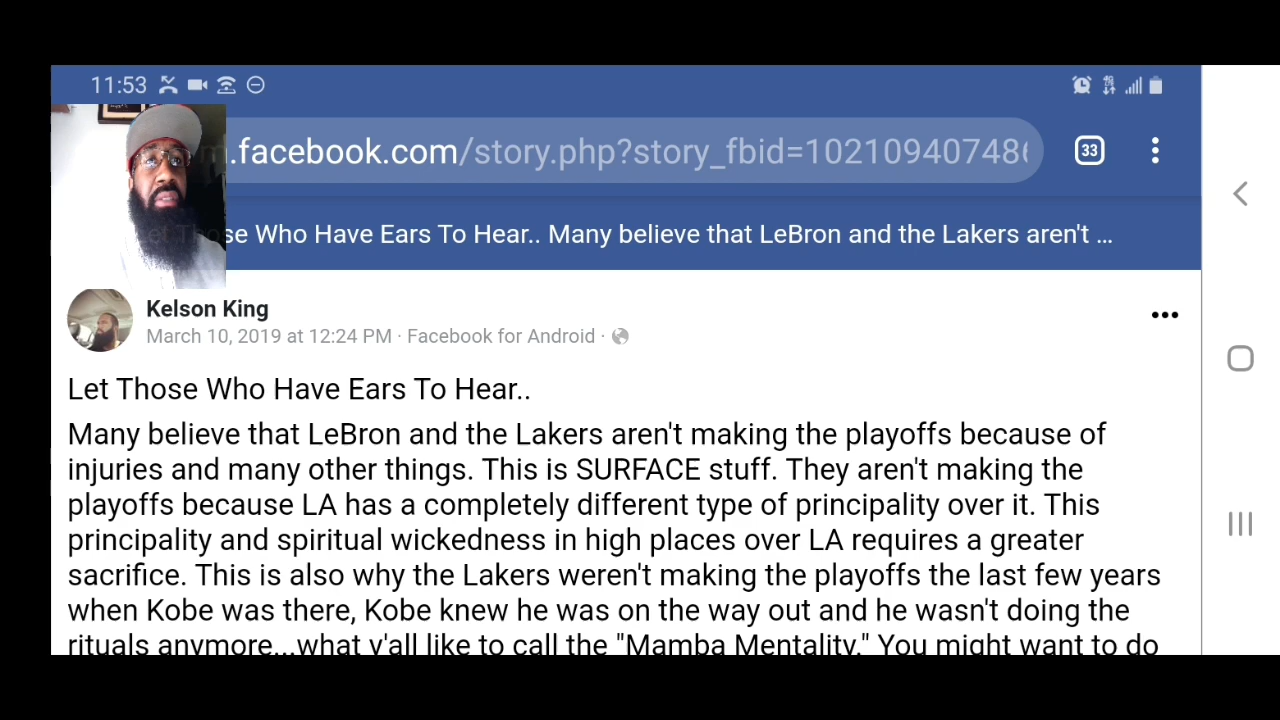 11:53
m.facebook.com/story.php?story_fbid=10210940748
33
Those Who Have Ears To Hear.. Many believe that LeBron and the Lakers aren't ...
Kelson King
March 10, 2019 at 12:24 PM · Facebook for Android ·
Let Those Who Have Ears To Hear..
Many believe that LeBron and the Lakers aren't making the playoffs because of
injuries and many other things. This is SURFACE stuff. They aren't making the
playoffs because LA has a completely different type of principality over it. This
principality and spiritual wickedness in high places over LA requires a greater
sacrifice. This is also why the Lakers weren't making the playoffs the last few years
when Kobe was there, Kobe knew he was on the way out and he wasn't doing the
rituals anymore...what y'all like to call the "Mamba Mentality." You might want to do